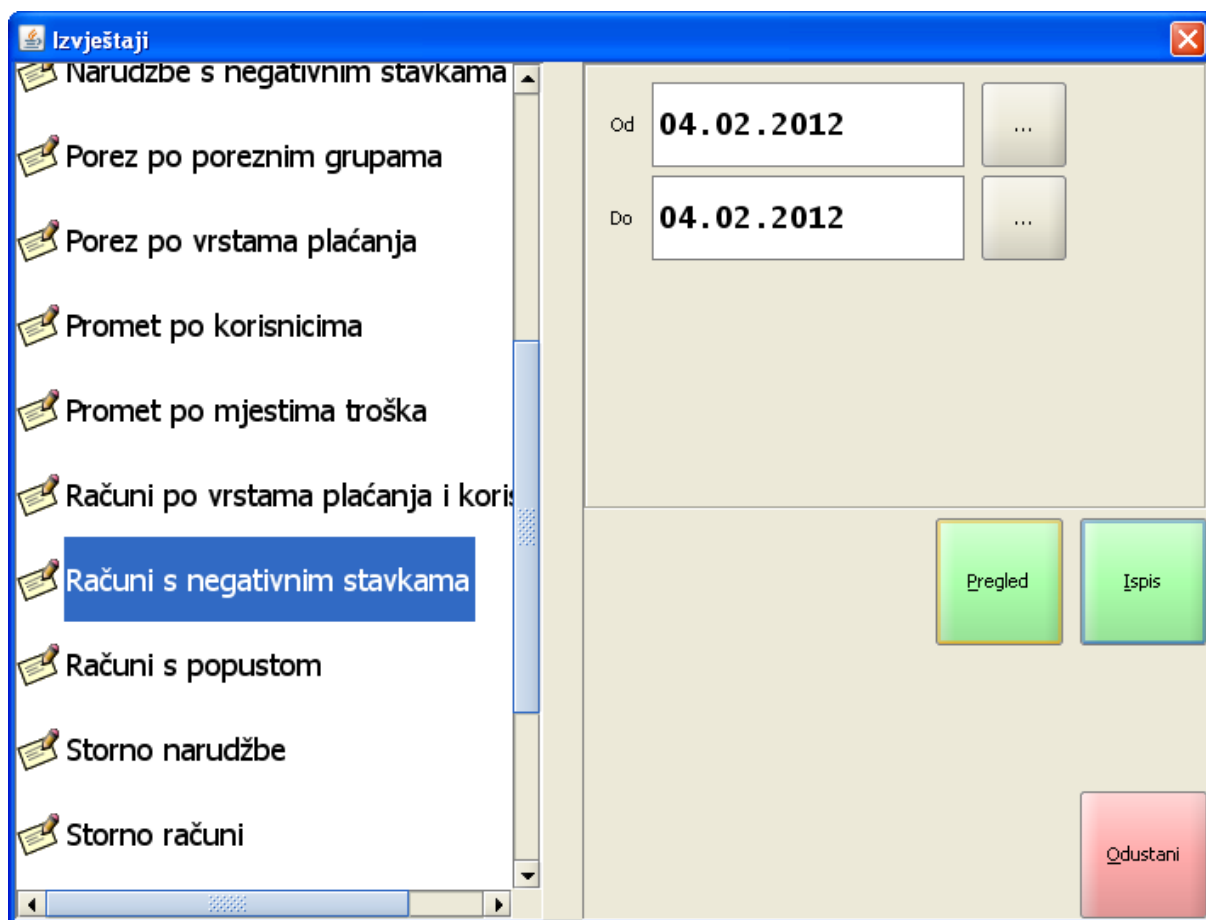 Izvještaji
Narudžbe s negativnim stavkama
Porez po poreznim grupama
Porez po vrstama plaćanja
Promet po korisnicima
Promet po mjestima troška
Računi po vrstama plaćanja i koris
Računi s negativnim stavkama
Računi s popustom
Storno narudžbe
Storno računi
Od 04.02.2012 ...
Do 04.02.2012 ...
Pregled Ispis
Odustani